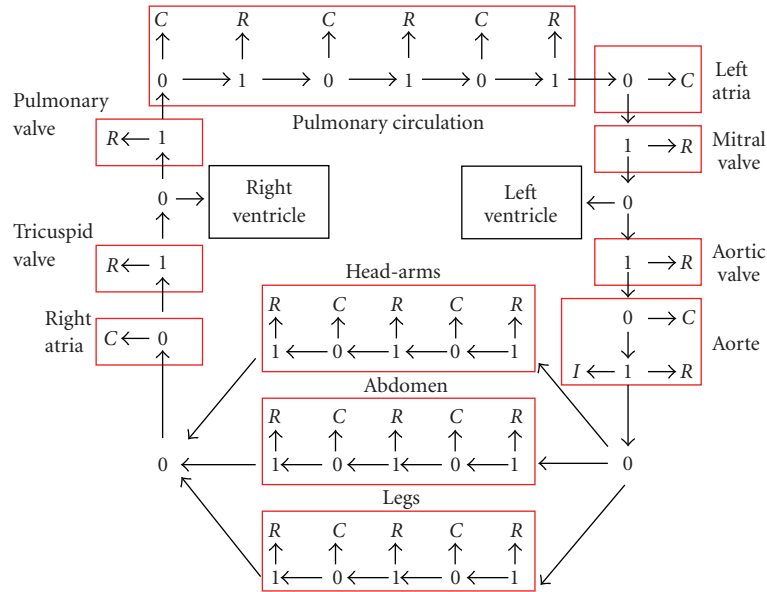 C R C R C R
0 1 0 1 0 1 0 C
Left
atria
Pulmonary
valve
Pulmonary circulation
R 1
1 R
Mitral
valve
0
Right
ventricle
Left
ventricle
0
Tricuspid
valve
R 1
Head-arms
1 R
Aortic
valve
R C R C R
1 0 1 0 1
Right
atria
C 0
0 C
I 1 R
Aorte
Abdomen
R C R C R
0 1 0 1 0 1 0
Legs
R C R C R
1 0 1 0 1